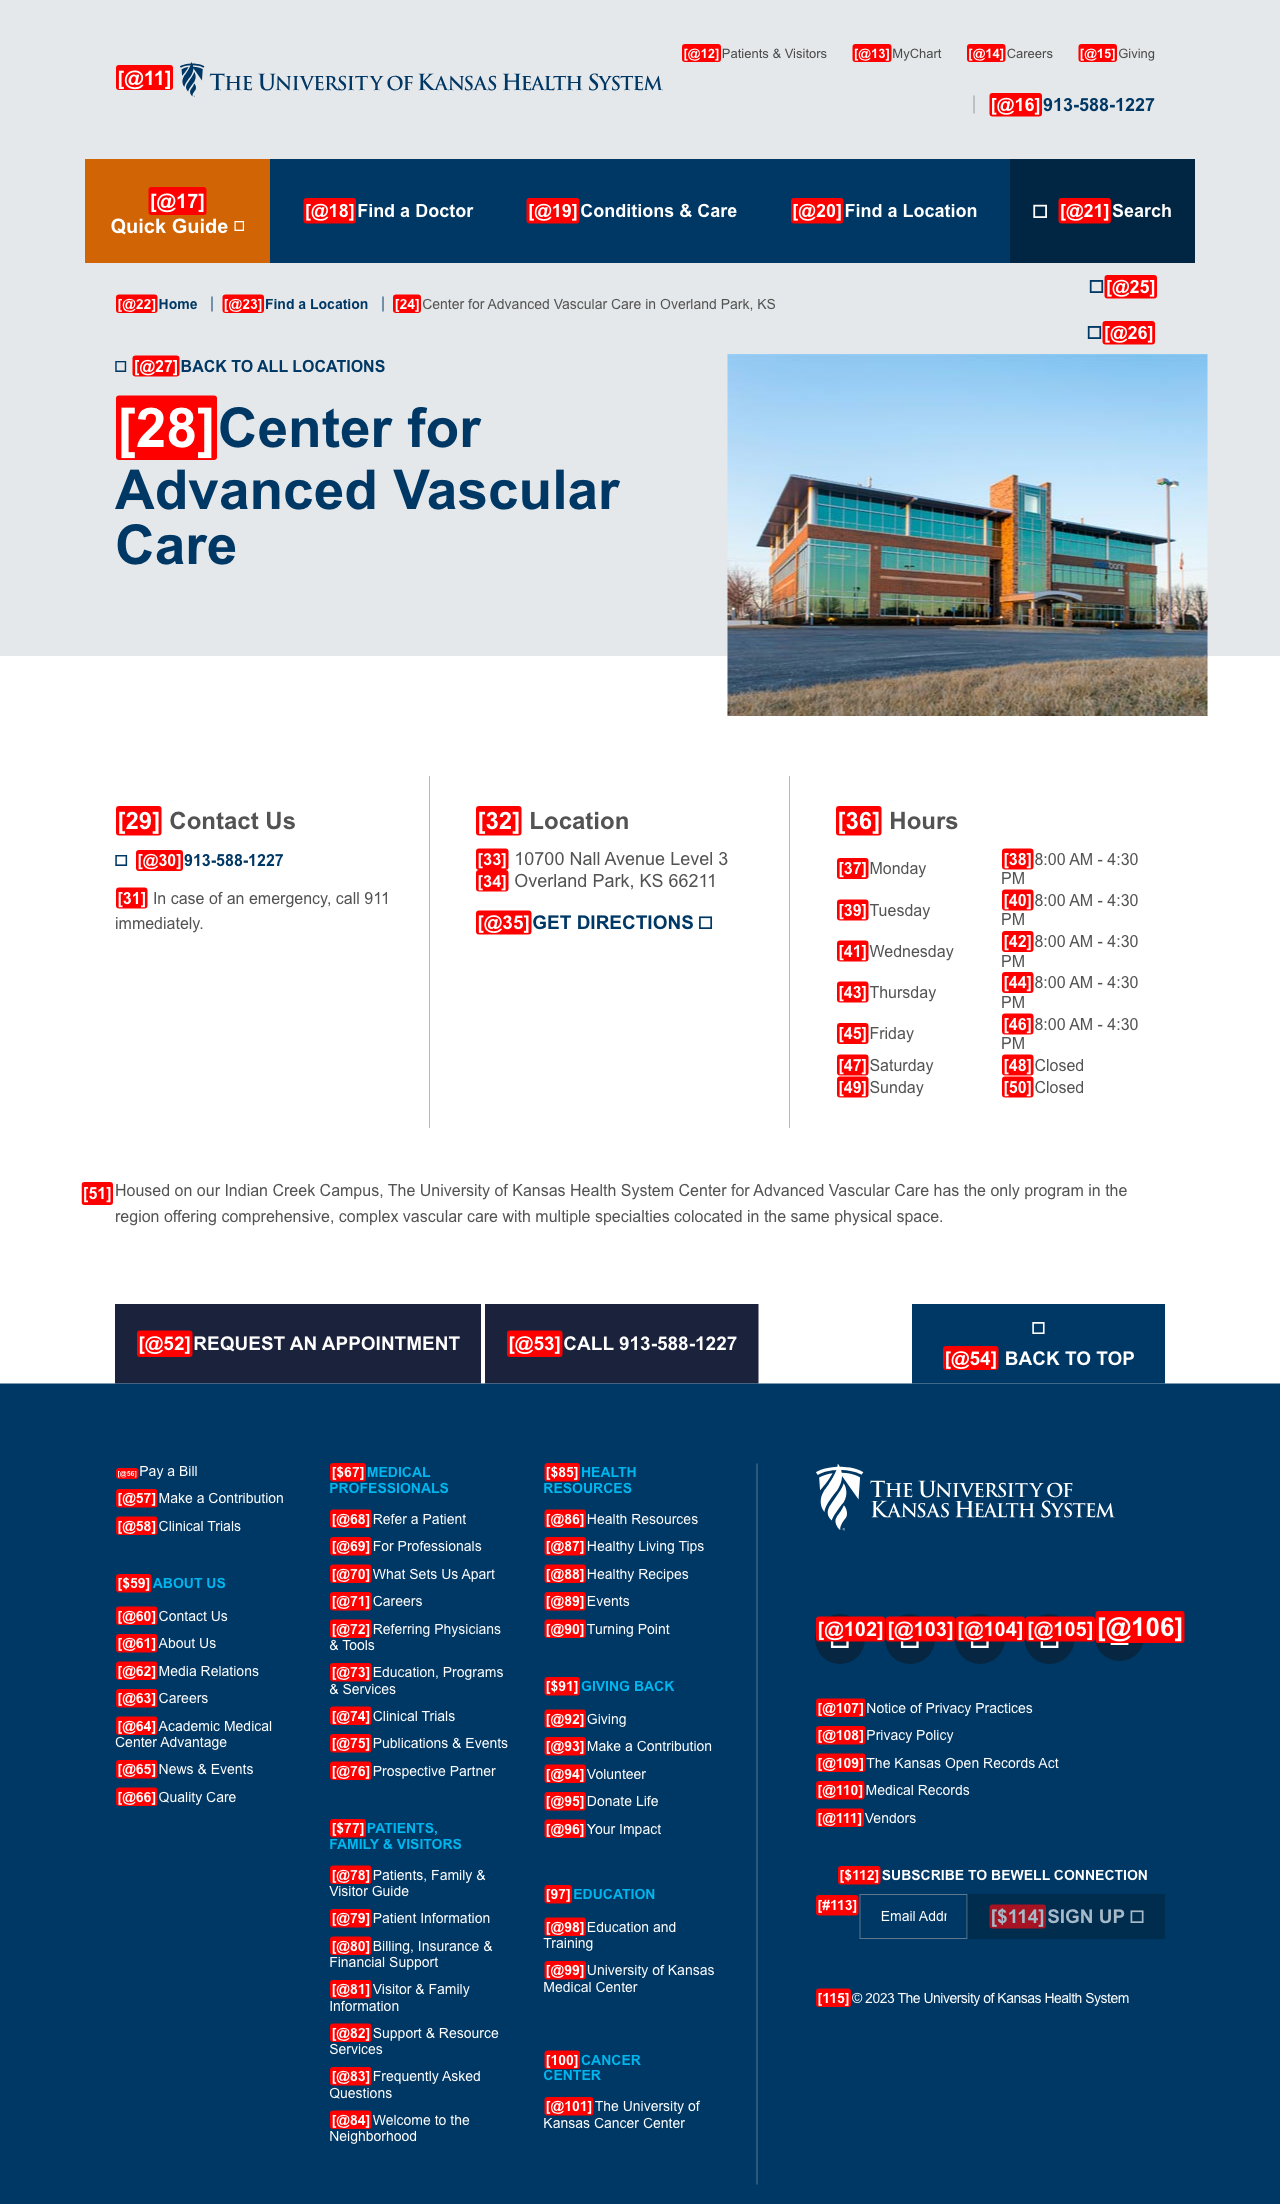 [@12]Patients & Visitors [@13]MyChart [@14]Careers [@15]Giving
[@11] THE UNIVERSITY OF KANSAS HEALTH SYSTEM
[@16]913-588-1227
[@17]
Quick Guide
[@18]Find a Doctor
[@19]Conditions & Care
[@20]Find a Location
[@21]Search
[@22]Home | [@23]Find a Location | [24]Center for Advanced Vascular Care in Overland Park, KS
[@25]
[@26]
[@27]BACK TO ALL LOCATIONS
[28]Center for
Advanced Vascular
Care
[29] Contact Us
[@30]913-588-1227
[31] In case of an emergency, call 911
immediately.
[32] Location
[33] 10700 Nall Avenue Level 3
[34] Overland Park, KS 66211
[@35]GET DIRECTIONS
[36] Hours
[37]Monday [38]8:00 AM - 4:30
PM
[39]Tuesday [40]8:00 AM - 4:30
PM
[41]Wednesday [42]8:00 AM - 4:30
PM
[43]Thursday [44]8:00 AM - 4:30
PM
[45]Friday [46]8:00 AM - 4:30
PM
[47]Saturday [48]Closed
[49]Sunday [50]Closed
[51]Housed on our Indian Creek Campus, The University of Kansas Health System Center for Advanced Vascular Care has the only program in the
region offering comprehensive, complex vascular care with multiple specialties colocated in the same physical space.
[@52]REQUEST AN APPOINTMENT
[@53]CALL 913-588-1227
[@54] BACK TO TOP
[@56]Pay a Bill
[@57]Make a Contribution
[@58]Clinical Trials
[$59]ABOUT US
[@60]Contact Us
[@61]About Us
[@62]Media Relations
[@63]Careers
[@64]Academic Medical
Center Advantage
[@65]News & Events
[@66]Quality Care
[$67]MEDICAL
PROFESSIONALS
[@68]Refer a Patient
[@69]For Professionals
[@70]What Sets Us Apart
[@71]Careers
[@72]Referring Physicians
& Tools
[@73]Education, Programs
& Services
[@74]Clinical Trials
[@75]Publications & Events
[@76]Prospective Partner
[$77]PATIENTS,
FAMILY & VISITORS
[@78]Patients, Family &
Visitor Guide
[@79]Patient Information
[@80]Billing, Insurance &
Financial Support
[@81]Visitor & Family
Information
[@82]Support & Resource
Services
[@83]Frequently Asked
Questions
[@84]Welcome to the
Neighborhood
[$85]HEALTH
RESOURCES
[@86]Health Resources
[@87]Healthy Living Tips
[@88]Healthy Recipes
[@89]Events
[@90]Turning Point
[$91]GIVING BACK
[@92]Giving
[@93]Make a Contribution
[@94]Volunteer
[@95]Donate Life
[@96]Your Impact
[97]EDUCATION
[@98]Education and
Training
[@99]University of Kansas
Medical Center
[100]CANCER
CENTER
[@101]The University of
Kansas Cancer Center
THE UNIVERSITY OF
KANSAS HEALTH SYSTEM
[@102] [@103] [@104] [@105] [@106]
[@107]Notice of Privacy Practices
[@108]Privacy Policy
[@109]The Kansas Open Records Act
[@110]Medical Records
[@111]Vendors
[$112]SUBSCRIBE TO BEWELL CONNECTION
[#113] Email Addr [$114]SIGN UP
[115]© 2023 The University of Kansas Health System